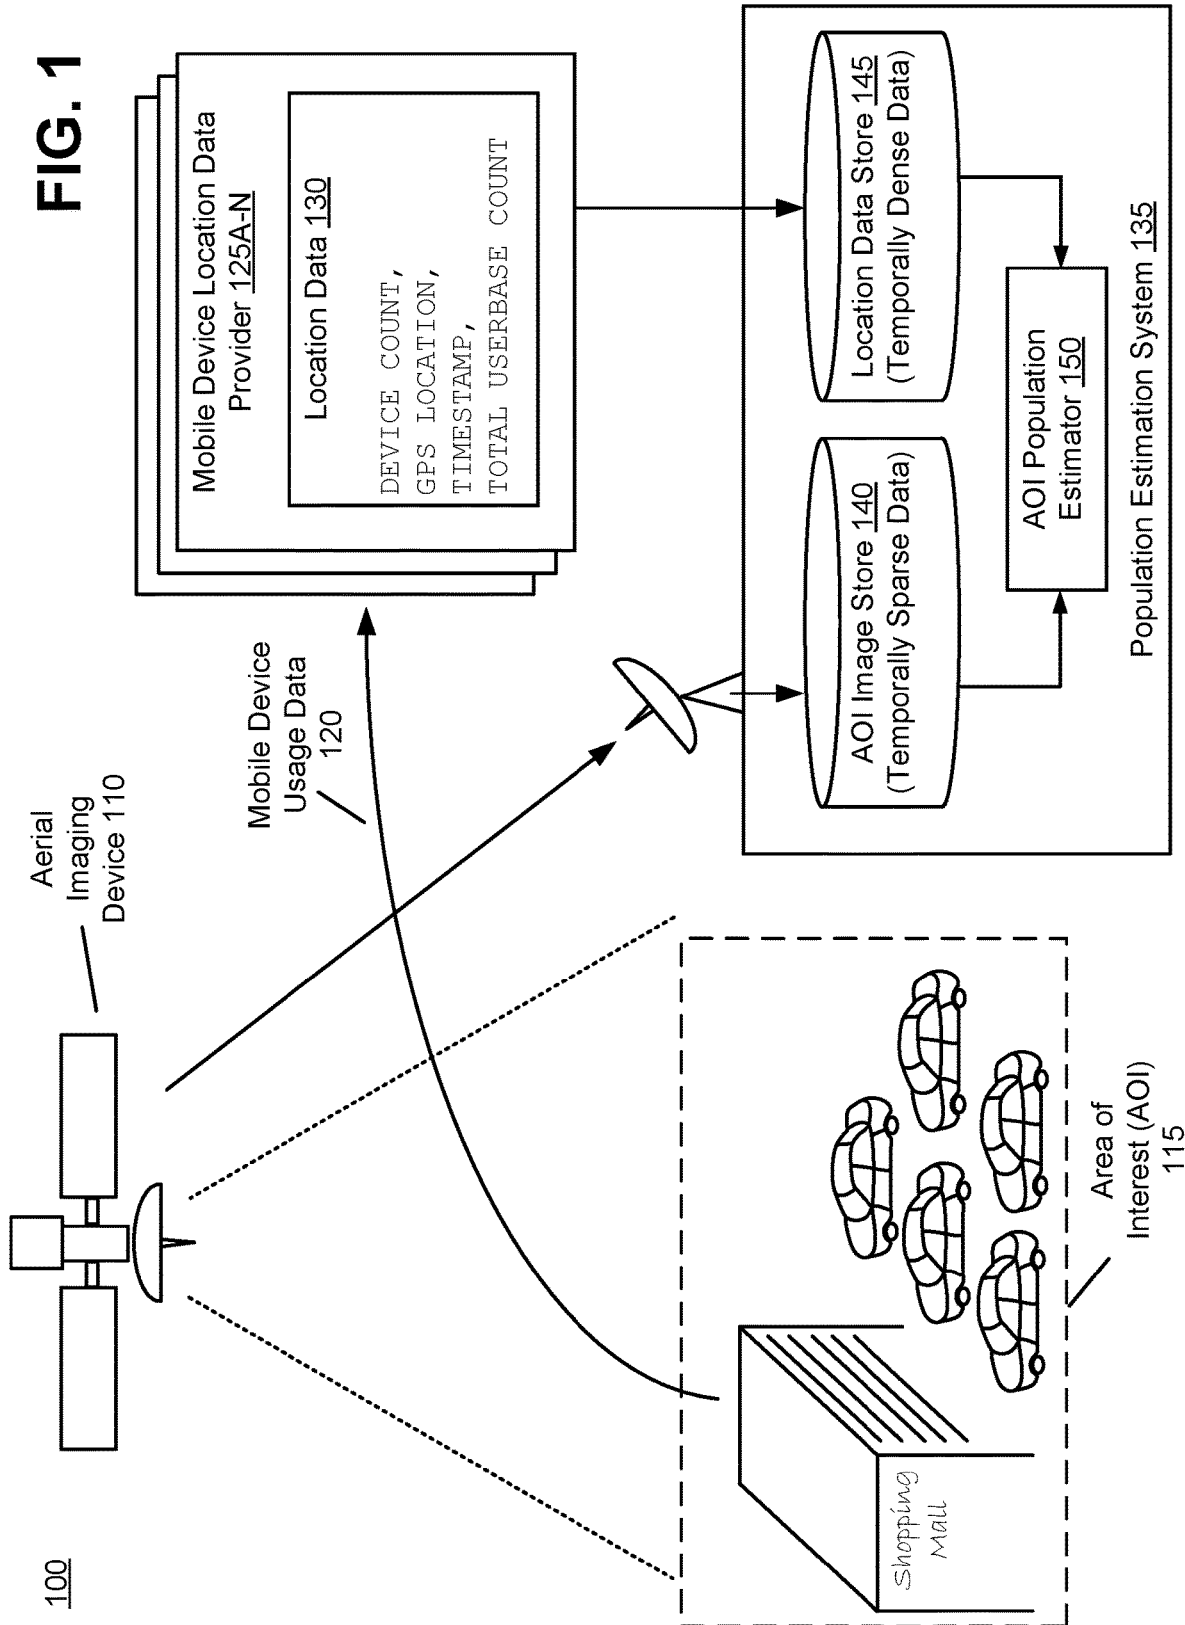 FIG. 1
100
Aerial
Imaging
Device 110
Mobile Device
Usage Data
120
Mobile Device Location Data
Provider 125A-N
Location Data 130
DEVICE COUNT,
GPS LOCATION,
TIMESTAMP,
TOTAL USERBASE COUNT
Shopping
Mall
Area of
Interest (AOI)
115
AOI Image Store 140
(Temporally Sparse Data)
Location Data Store 145
(Temporally Dense Data)
AOI Population
Estimator 150
Population Estimation System 135